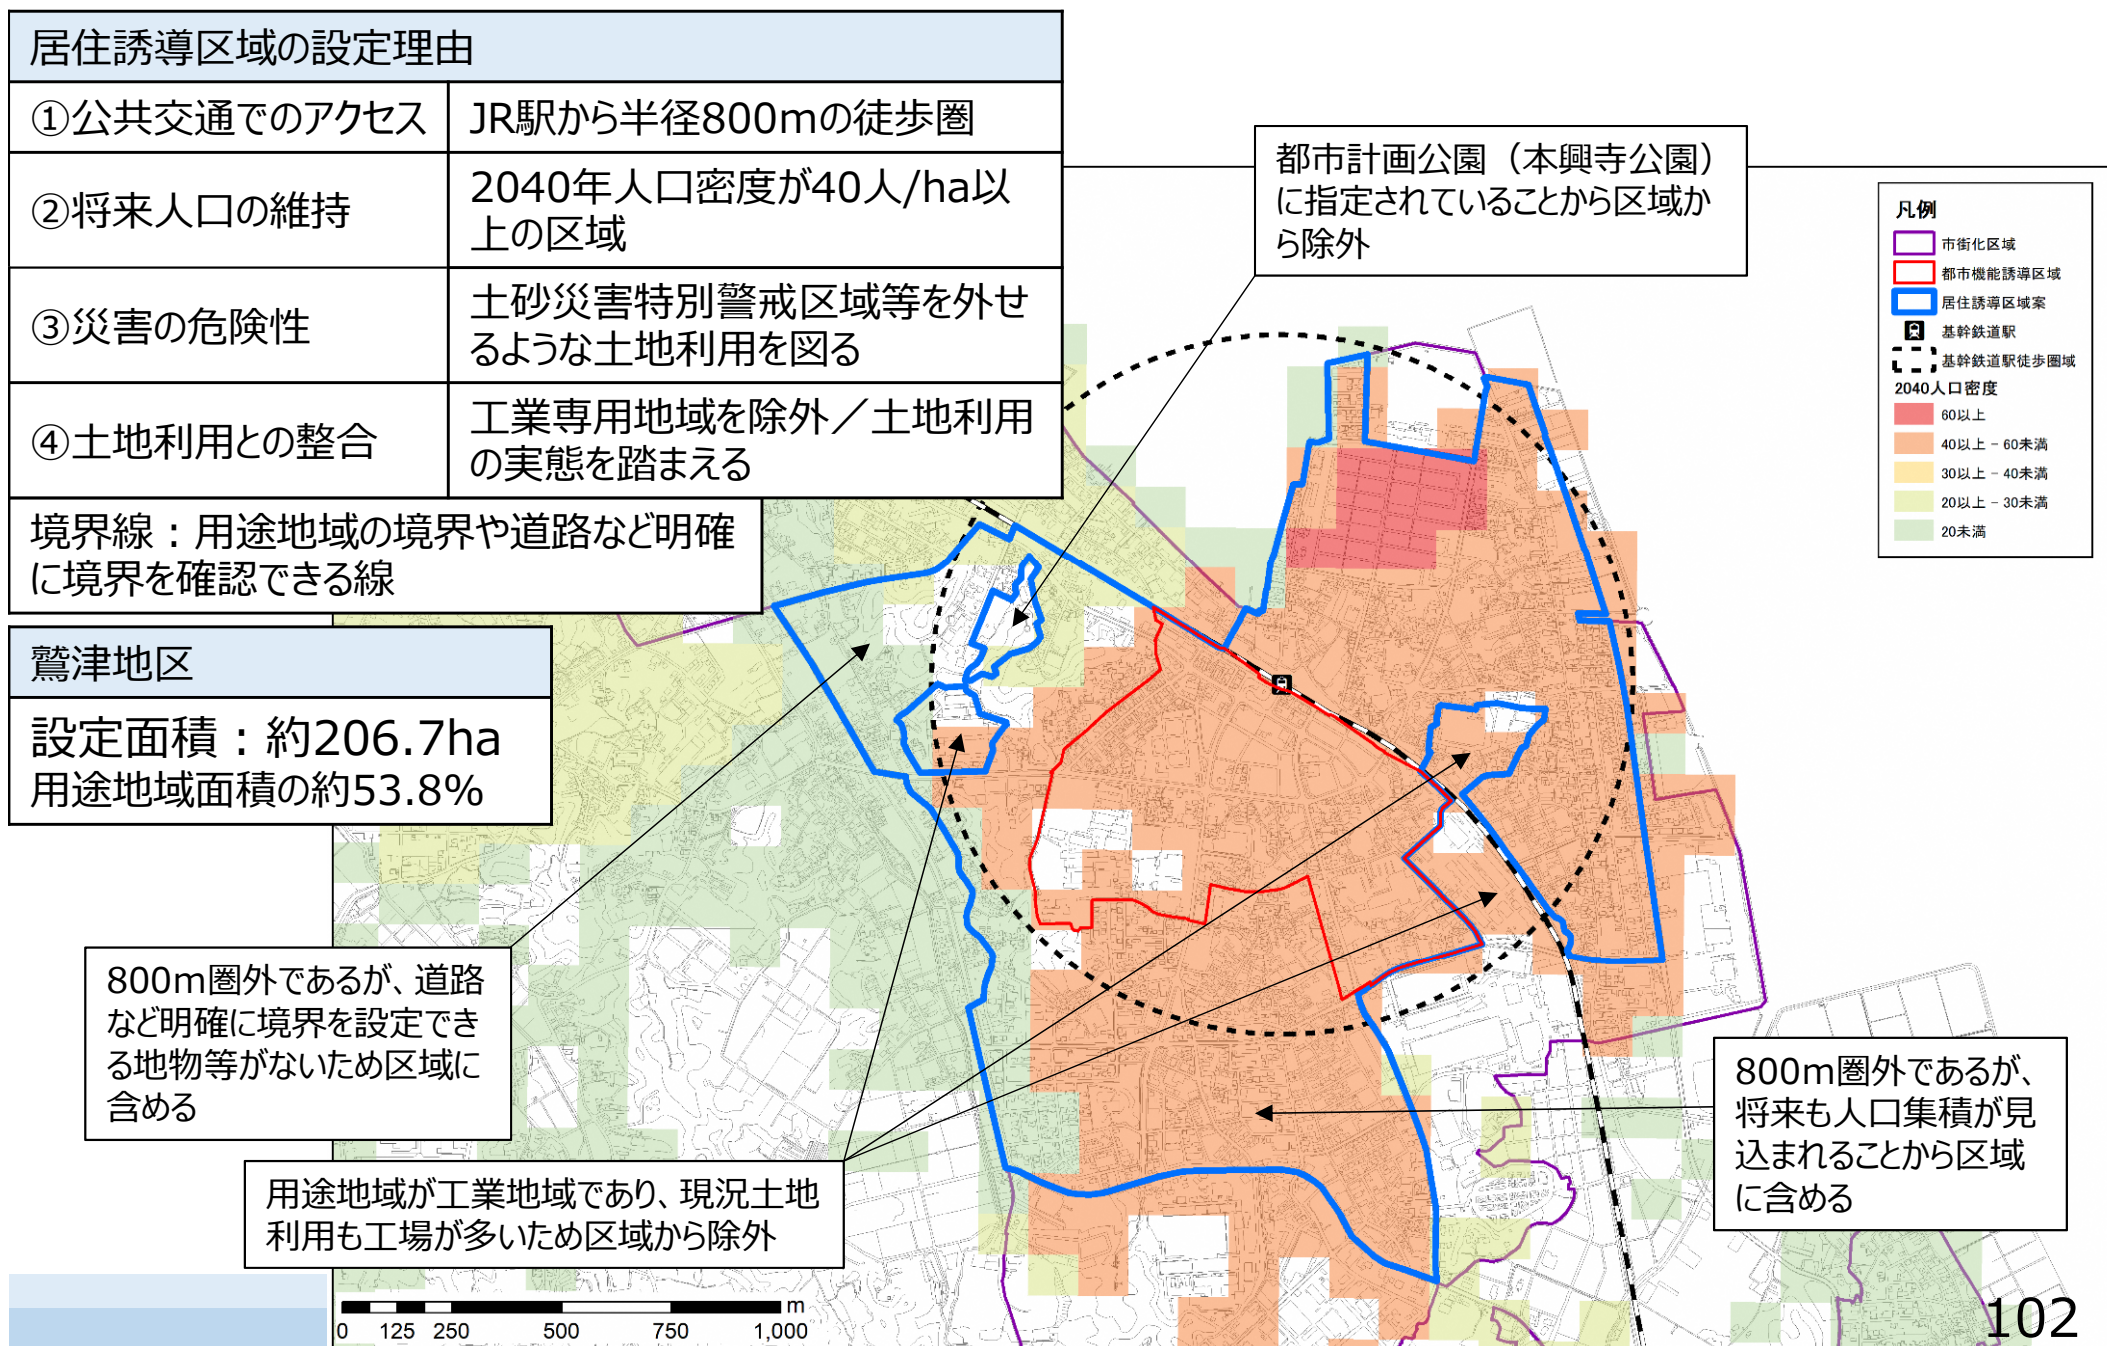 居住誘導区域の設定理由
①公共交通でのアクセス
JR駅から半径800mの徒歩圏
②将来人口の維持
2040年人口密度が40人/ha以
上の区域
③災害の危険性
土砂災害特別警戒区域等を外せ
るような土地利用を図る
④土地利用との整合
工業専用地域を除外／土地利用
の実態を踏まえる
境界線：用途地域の境界や道路など明確
に境界を確認できる線
鷲津地区
設定面積：約206.7ha
用途地域面積の約53.8%
都市計画公園（本興寺公園）
に指定されていることから区域か
ら除外
凡例
市街化区域
都市機能誘導区域
居住誘導区域案
基幹鉄道駅
基幹鉄道駅徒歩圏域
2040人口密度
60以上
40以上 - 60未満
30以上 - 40未満
20以上 - 30未満
20未満
800m圏外であるが、道路
など明確に境界を設定でき
る地物等がないため区域に
含める
用途地域が工業地域であり、現況土地
利用も工場が多いため区域から除外
800m圏外であるが、
将来も人口集積が見
込まれることから区域
に含める
m
0 125 250 500 750 1,000
102